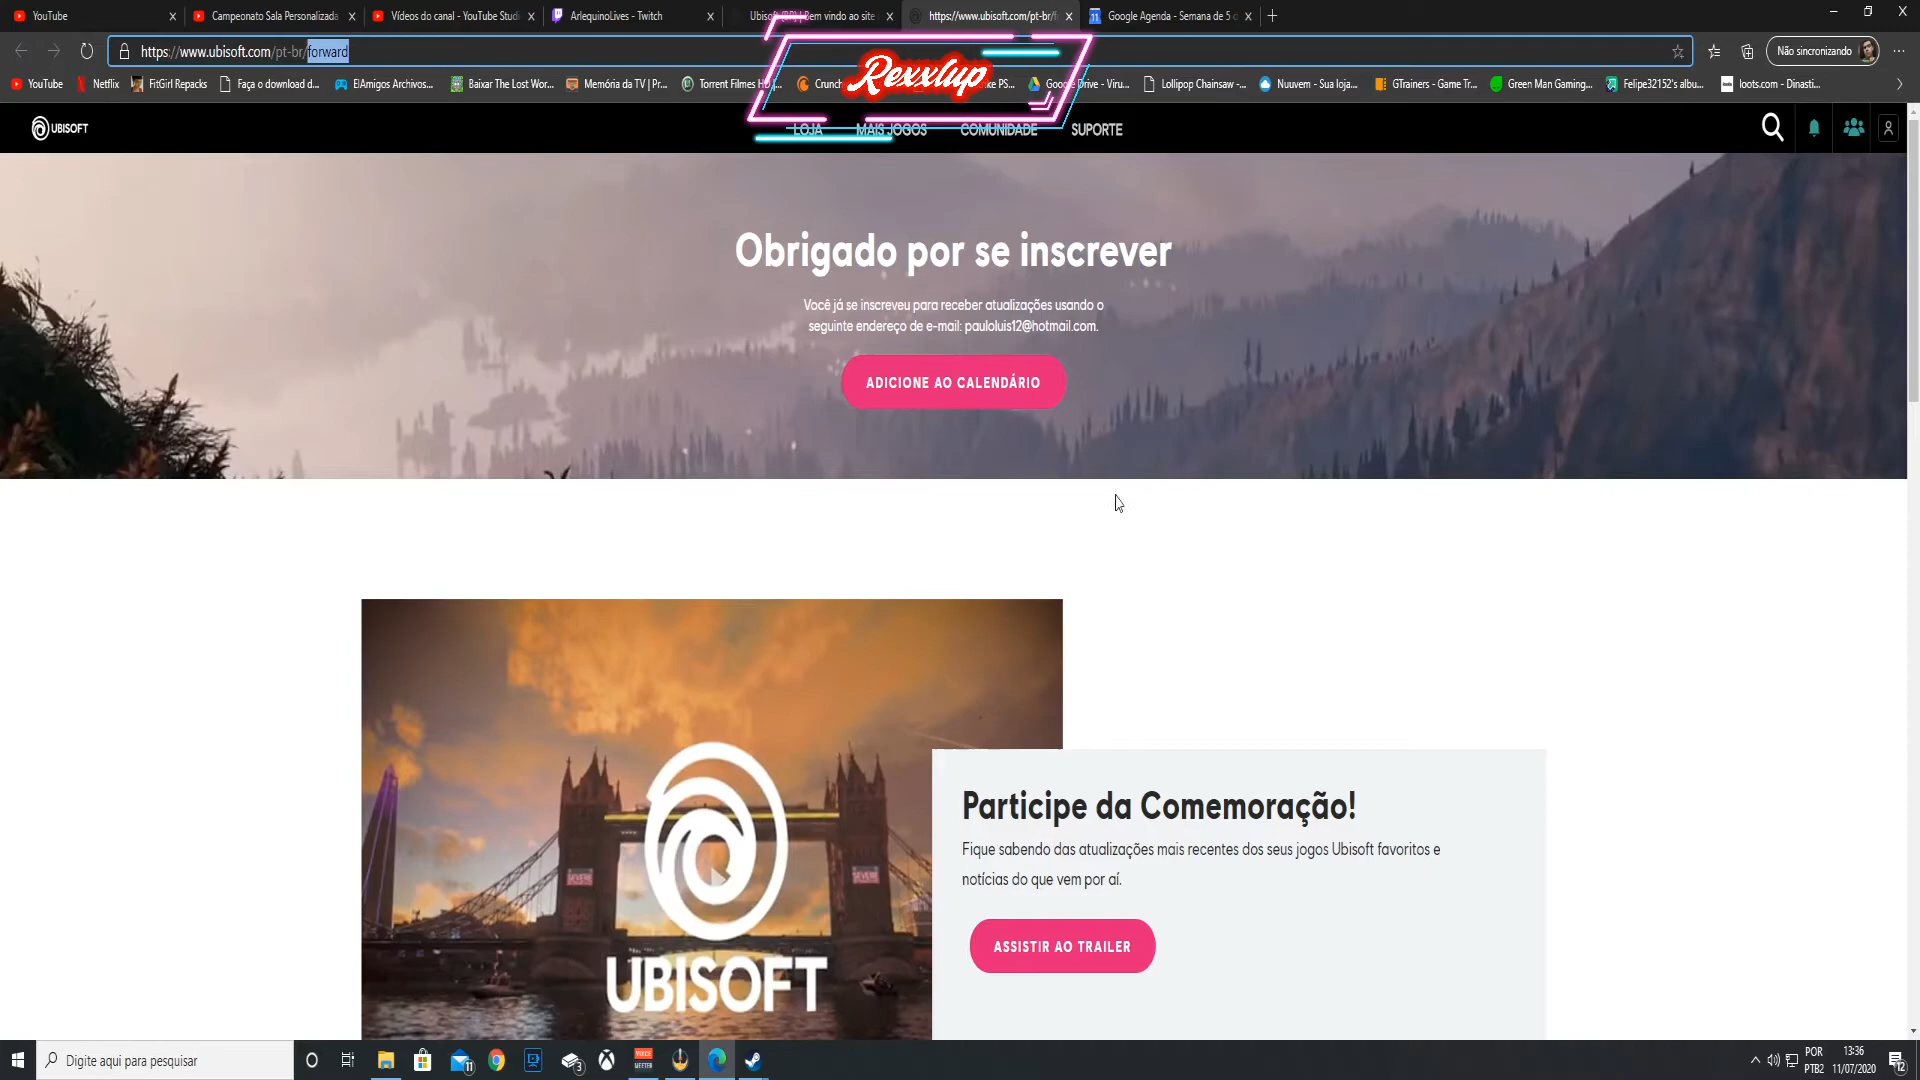 YouTube
Campeonato Sala Personalizada
Vídeos do canal - YouTube Studi
ArlequinoLives - Twitch
https://www.ubisoft.com/pt-br/f
Google Agenda - Semana de 5 d
https://www.ubisoft.com/pt-br/forward
Não sincronizando
YouTube
Netflix
FitGirl Repacks
Faça o download d...
ElAmigos Archivos...
Baixar The Lost Wor...
Memória da TV | Pr...
Torrent Filmes HD |...
Rexxlup
Google Drive - Viru...
Lollipop Chainsaw -...
Nuuvem - Sua loja...
GTrainers - Game Tr...
Green Man Gaming...
Felipe32152's albu...
loots.com - Dinasti...
UBISOFT
LOJA
MAIS JOGOS
COMUNIDADE
SUPORTE
Obrigado por se inscrever
Você já se inscreveu para receber atualizações usando o
seguinte endereço de e-mail: pauloluis12@hotmail.com.
ADICIONE AO CALENDÁRIO
UBISOFT
Participe da Comemoração!
Fique sabendo das atualizações mais recentes dos seus jogos Ubisoft favoritos e
notícias do que vem por aí.
ASSISTIR AO TRAILER
Digite aqui para pesquisar
11
3
POR
PTB2
13:36
11/07/2020
12